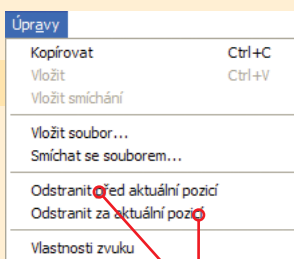 Úpravy
Kopírovat Ctrl+C
Vložit Ctrl+V
Vložit smíchání
Vložit soubor...
Smíchat se souborem...
Odstranit před aktuální pozicí
Odstranit za aktuální pozicí
Vlastnosti zvuku